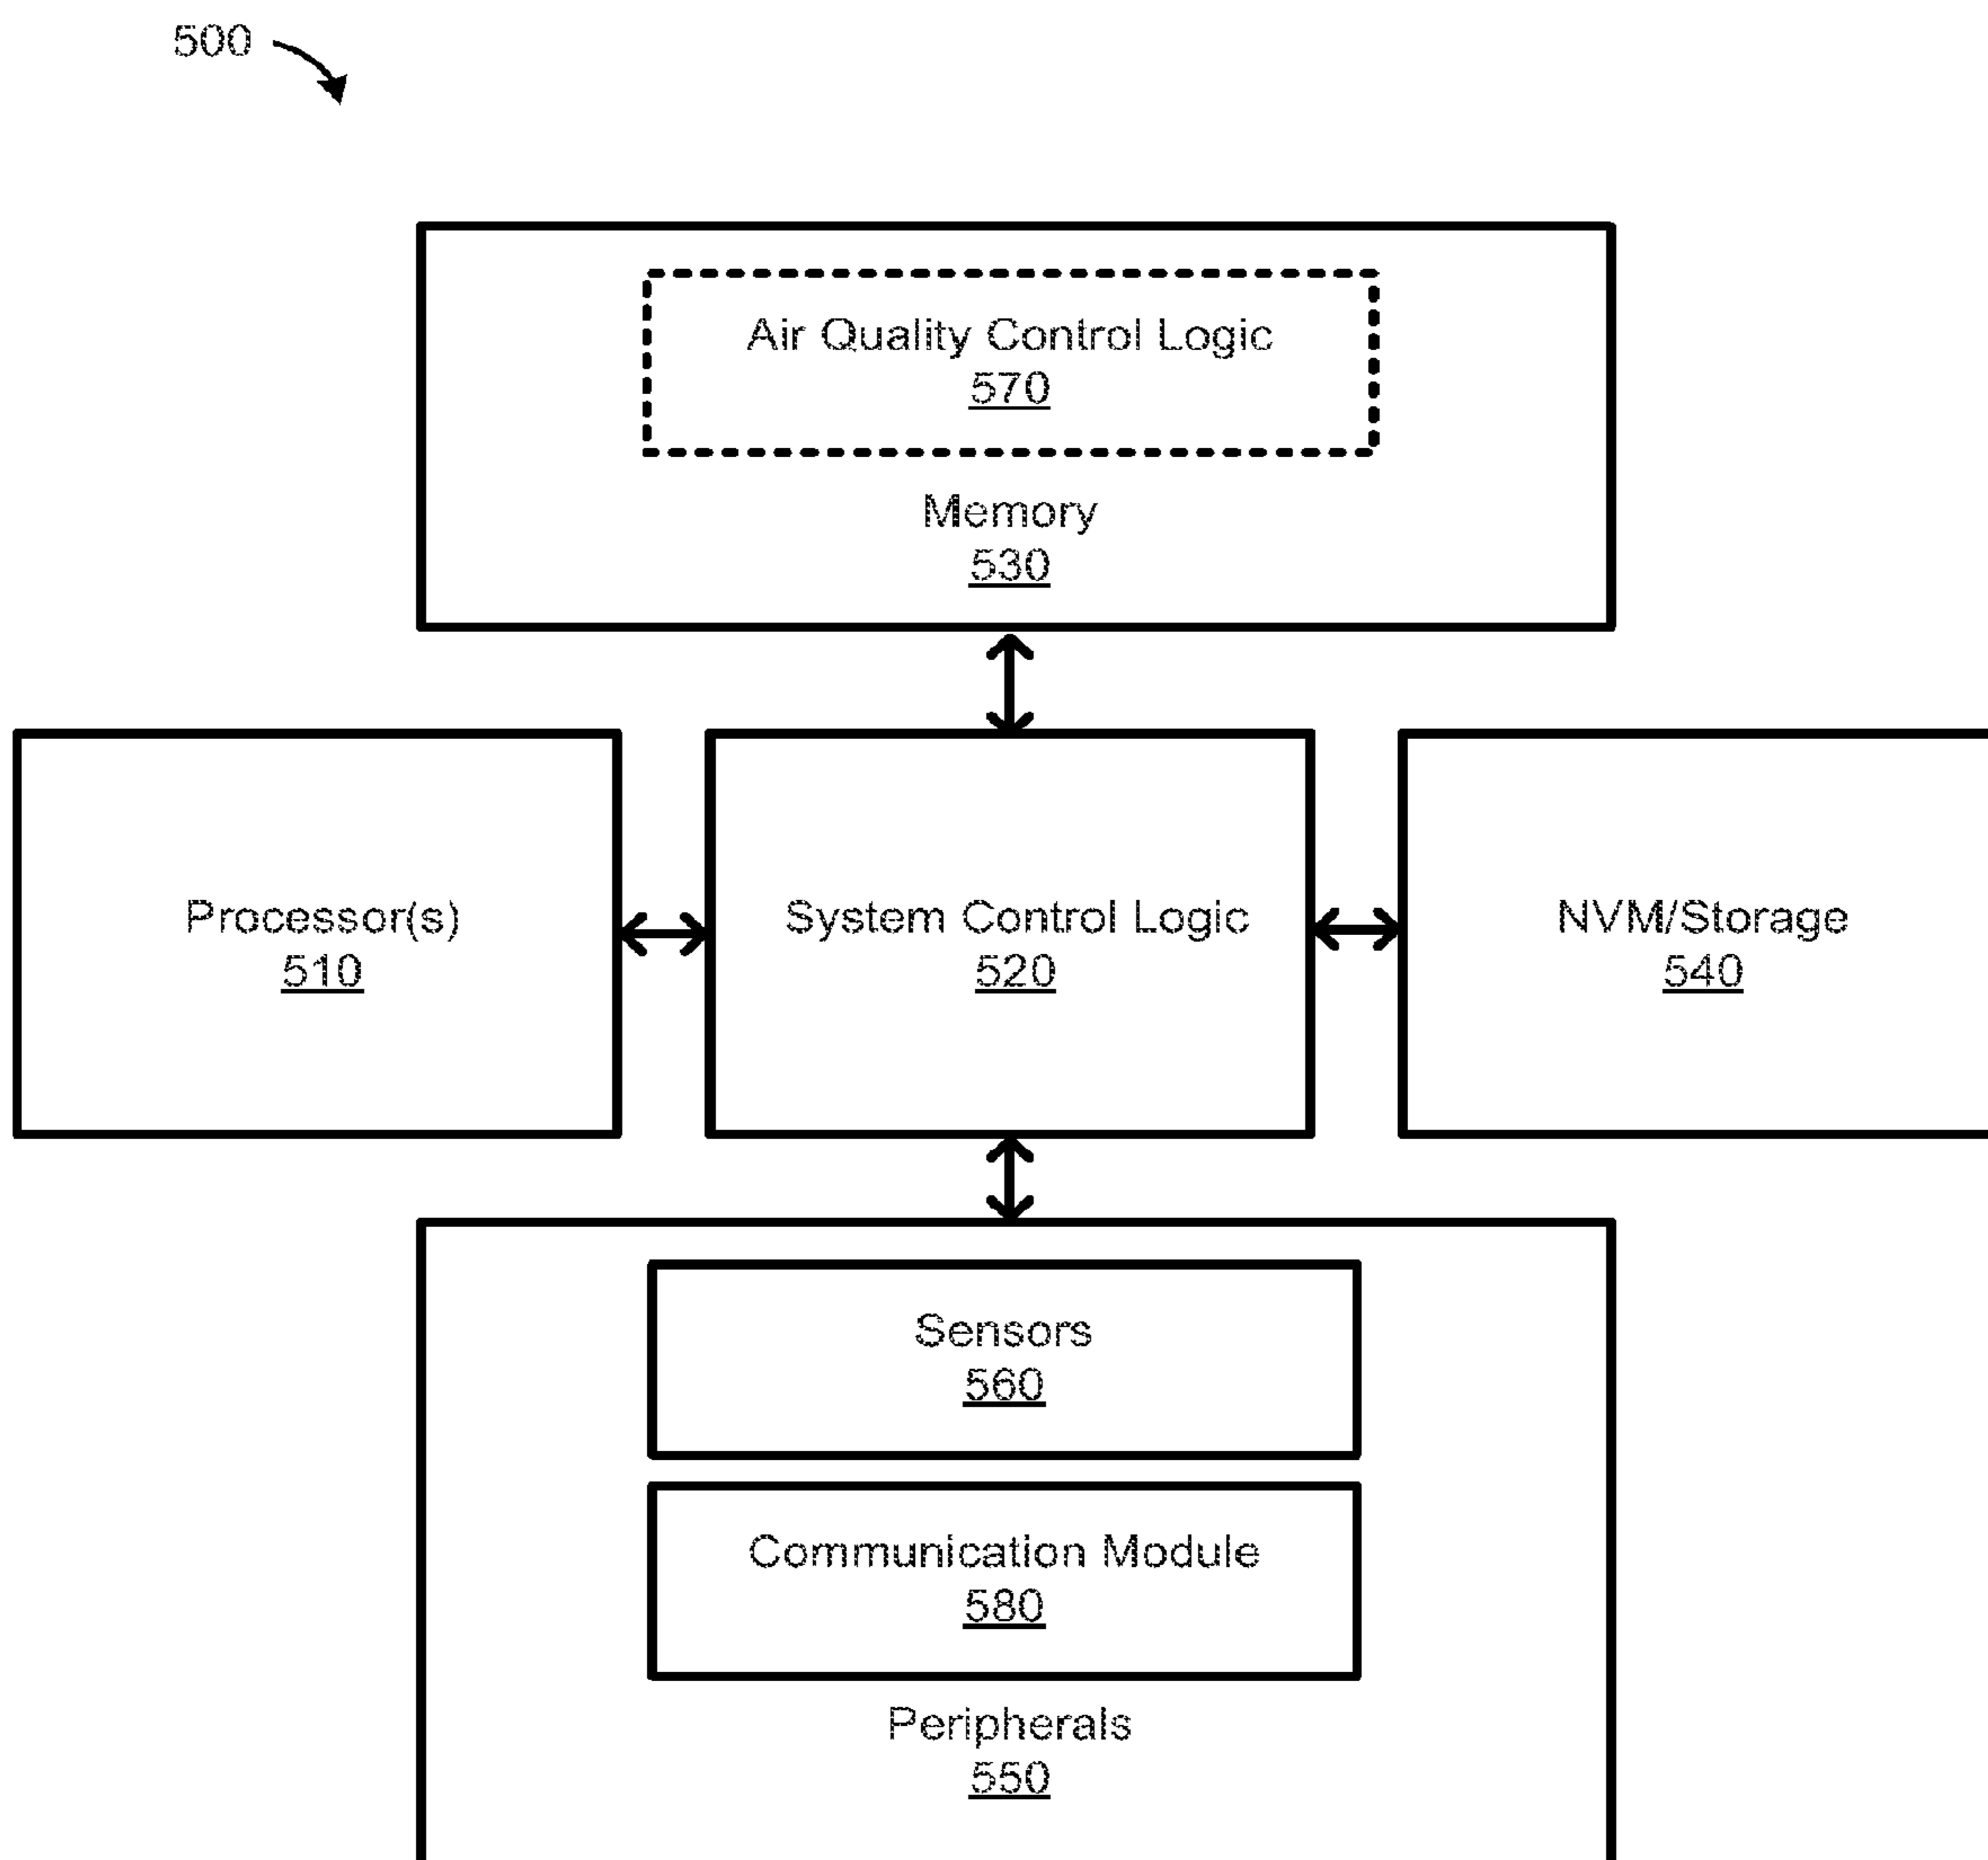 500
Air Quality Control Logic
570
Memory
530
Processor(s)
510
System Control Logic
520
NVM/Storage
540
Sensors
560
Communication Module
580
Peripherals
550